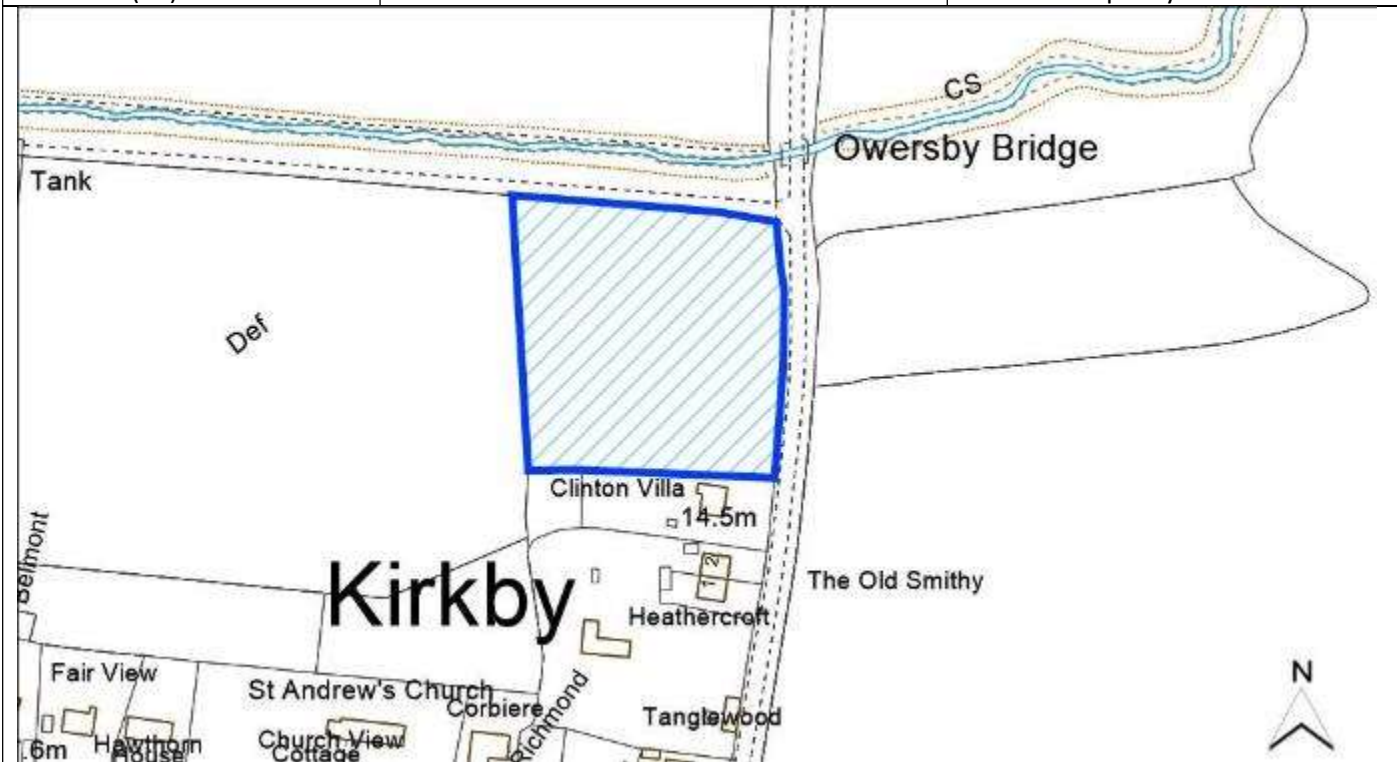 CS
Owersby Bridge
Tank
Def
Clinton Villa
14.5m
Bellmont
Kirkby
1 2
The Old Smithy
Heathercroft
N
Fair View
St Andrew's Church
Corbiere
Richmond
Tanglewood
Hawthorn
House
Church View
Cottage
.6m